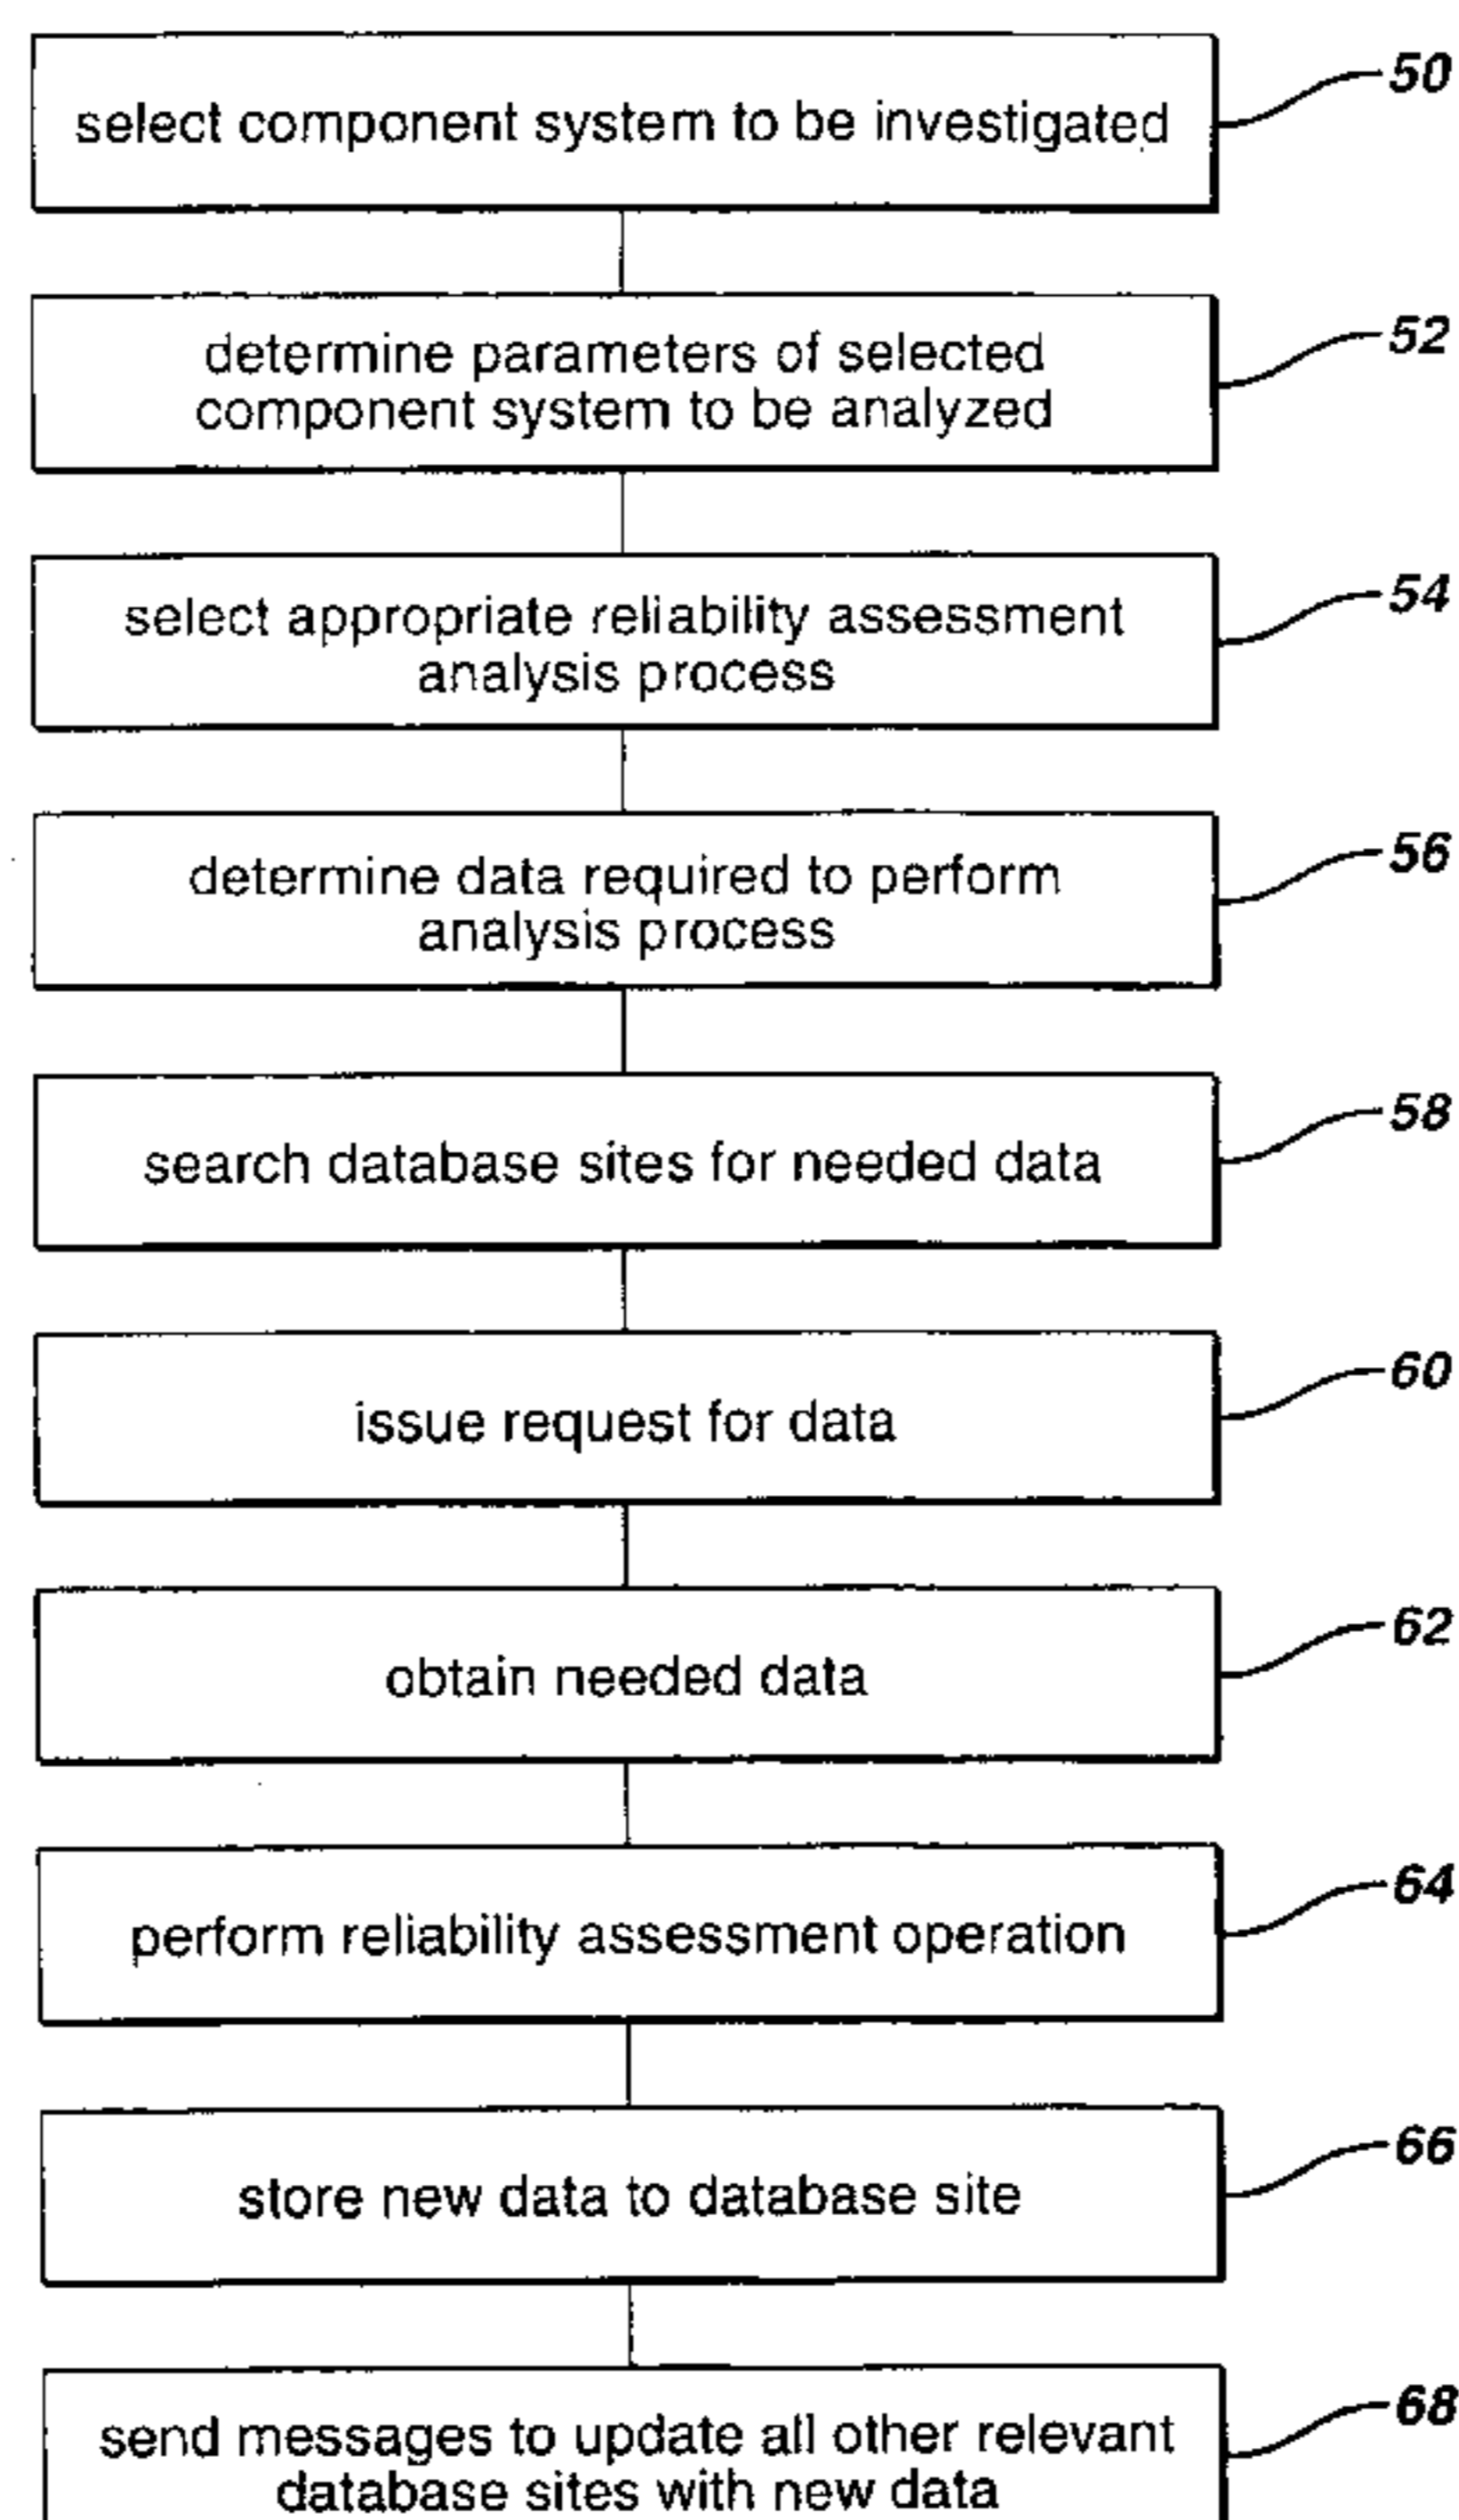 select component system to be investigated
50
determine parameters of selected
component system to be analyzed
52
select appropriate reliability assessment
analysis process
54
determine data required to perform
analysis process
56
search database sites for needed data
58
issue request for data
60
obtain needed data
62
perform reliability assessment operation
64
store new data to database site
66
send messages to update all other relevant
database sites with new data
68